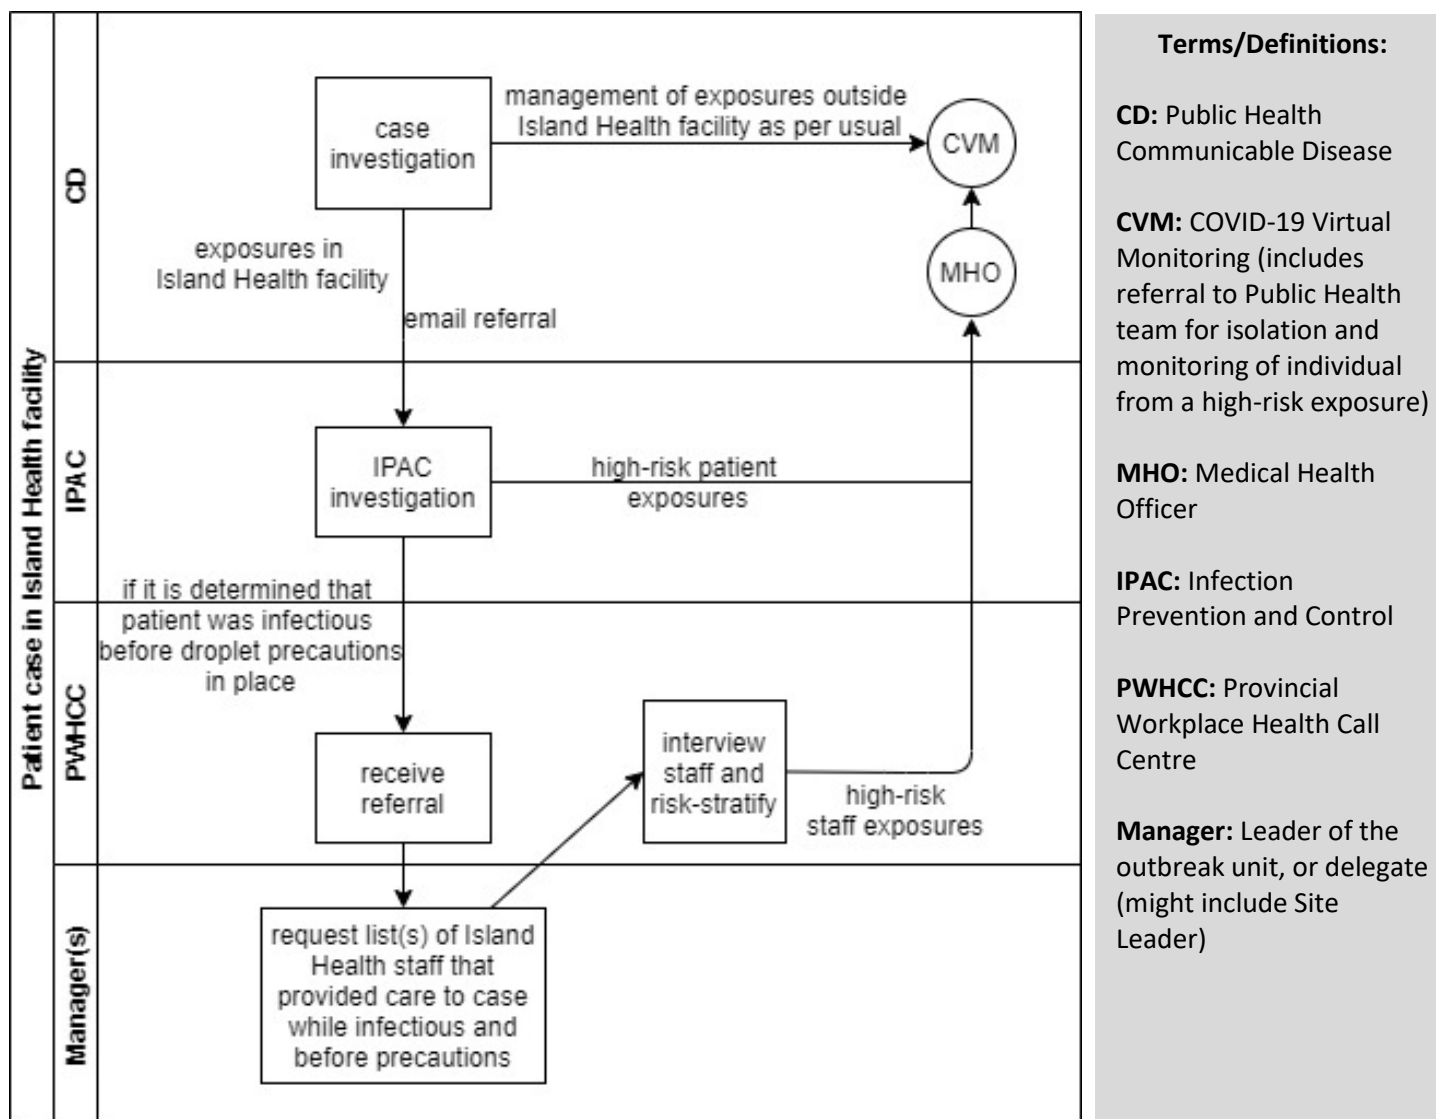 Patient case in Island Health facility
CD
case
investigation
management of exposures outside
Island Health facility as per usual
CVM
MHO
exposures in
Island Health facility
email referral
IPAC
IPAC
investigation
high-risk patient
exposures
if it is determined that
patient was infectious
before droplet precautions
in place
PWHCC
receive
referral
interview
staff and
risk-stratify
high-risk
staff exposures
Manager(s)
request list(s) of Island
Health staff that
provided care to case
while infectious and
before precautions
Terms/Definitions:
CD: Public Health
Communicable Disease
CVM: COVID-19 Virtual
Monitoring (includes
referral to Public Health
team for isolation and
monitoring of individual
from a high-risk exposure)
MHO: Medical Health
Officer
IPAC: Infection
Prevention and Control
PWHCC: Provincial
Workplace Health Call
Centre
Manager: Leader of the
outbreak unit, or delegate
(might include Site
Leader)